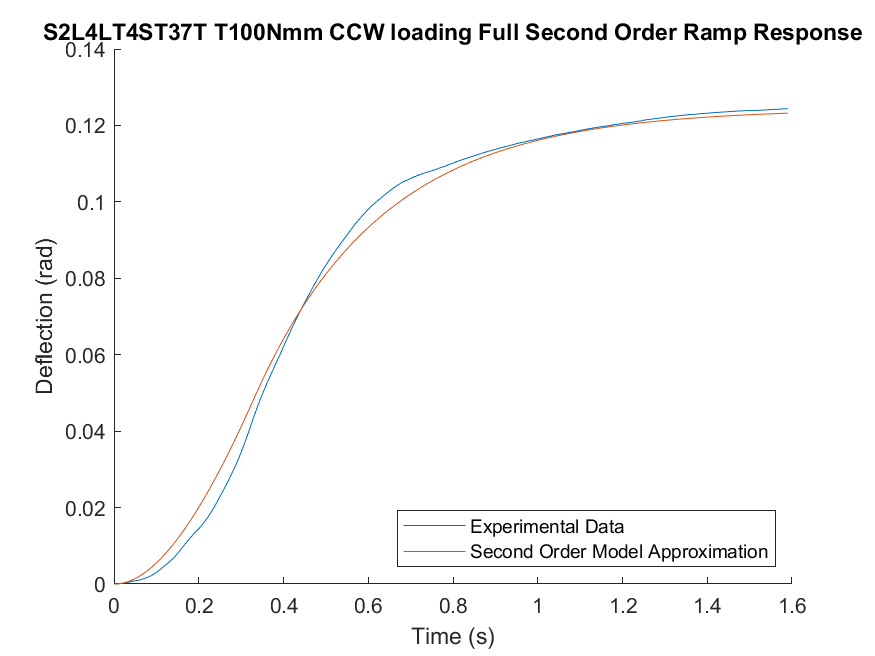 S2L4LT4ST37T T100Nmm CCW loading Full Second Order Ramp Response
0.14
0.12
0.1
0.08
0.06
0.04
0.02
0
Deflection (rad)
Experimental Data
Second Order Model Approximation
0 0.2 0.4 0.6 0.8 1 1.2 1.4 1.6
Time (s)